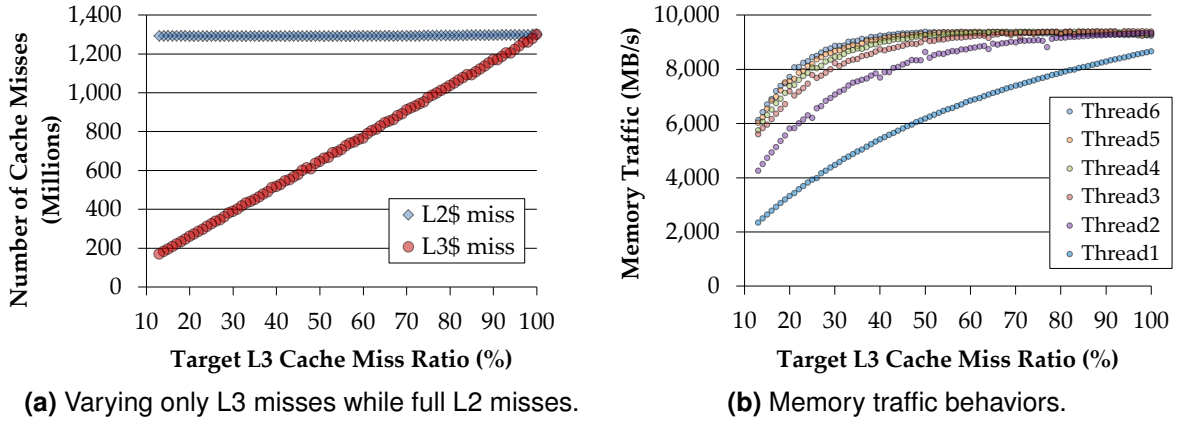 Number of Cache Misses
(Millions)
1,400
1,200
1,000
800
600
400
200
0
L2$ miss
L3$ miss
10 20 30 40 50 60 70 80 90 100
Target L3 Cache Miss Ratio (%)
(a) Varying only L3 misses while full L2 misses.
Memory Traffic (MB/s)
10,000
8,000
6,000
4,000
2,000
0
Thread6
Thread5
Thread4
Thread3
Thread2
Thread1
10 20 30 40 50 60 70 80 90 100
Target L3 Cache Miss Ratio (%)
(b) Memory traffic behaviors.